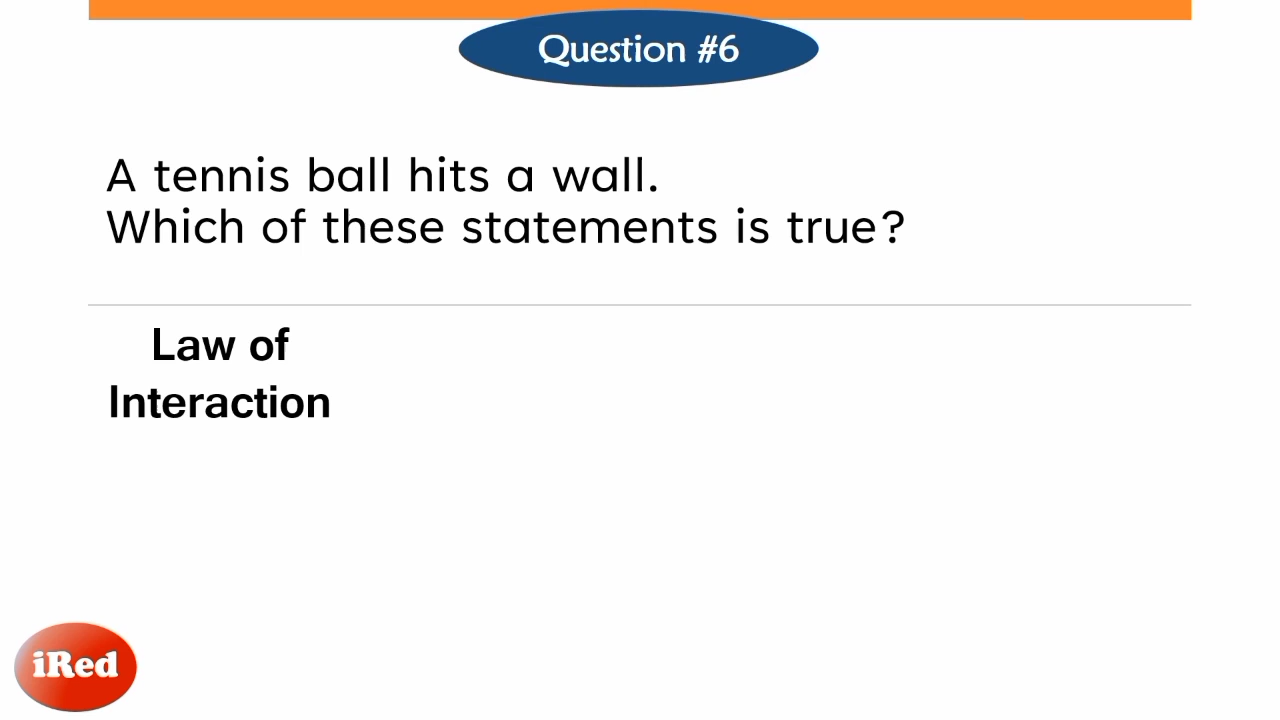 Question #6
A tennis ball hits a wall.
Which of these statements is true?
Law of
Interaction
iRed